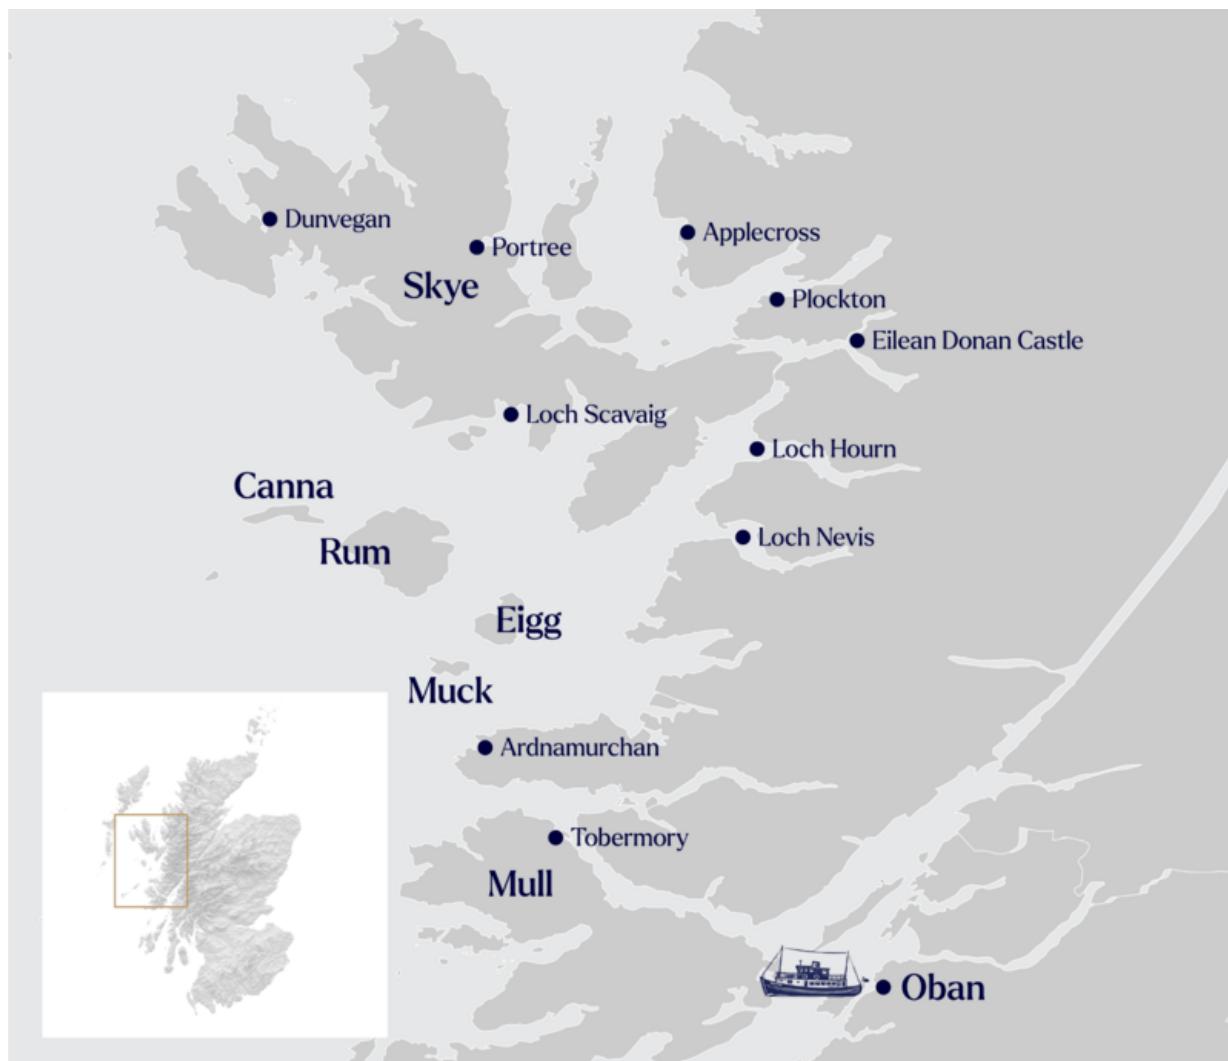 Dunvegan
Applecross
Portree
Skye
Plockton
Eilean Donan Castle
Loch Scavaig
Loch Hourn
Canna
Loch Nevis
Rum
Eigg
Muck
Ardnamurchan
Tobermory
Mull
Oban